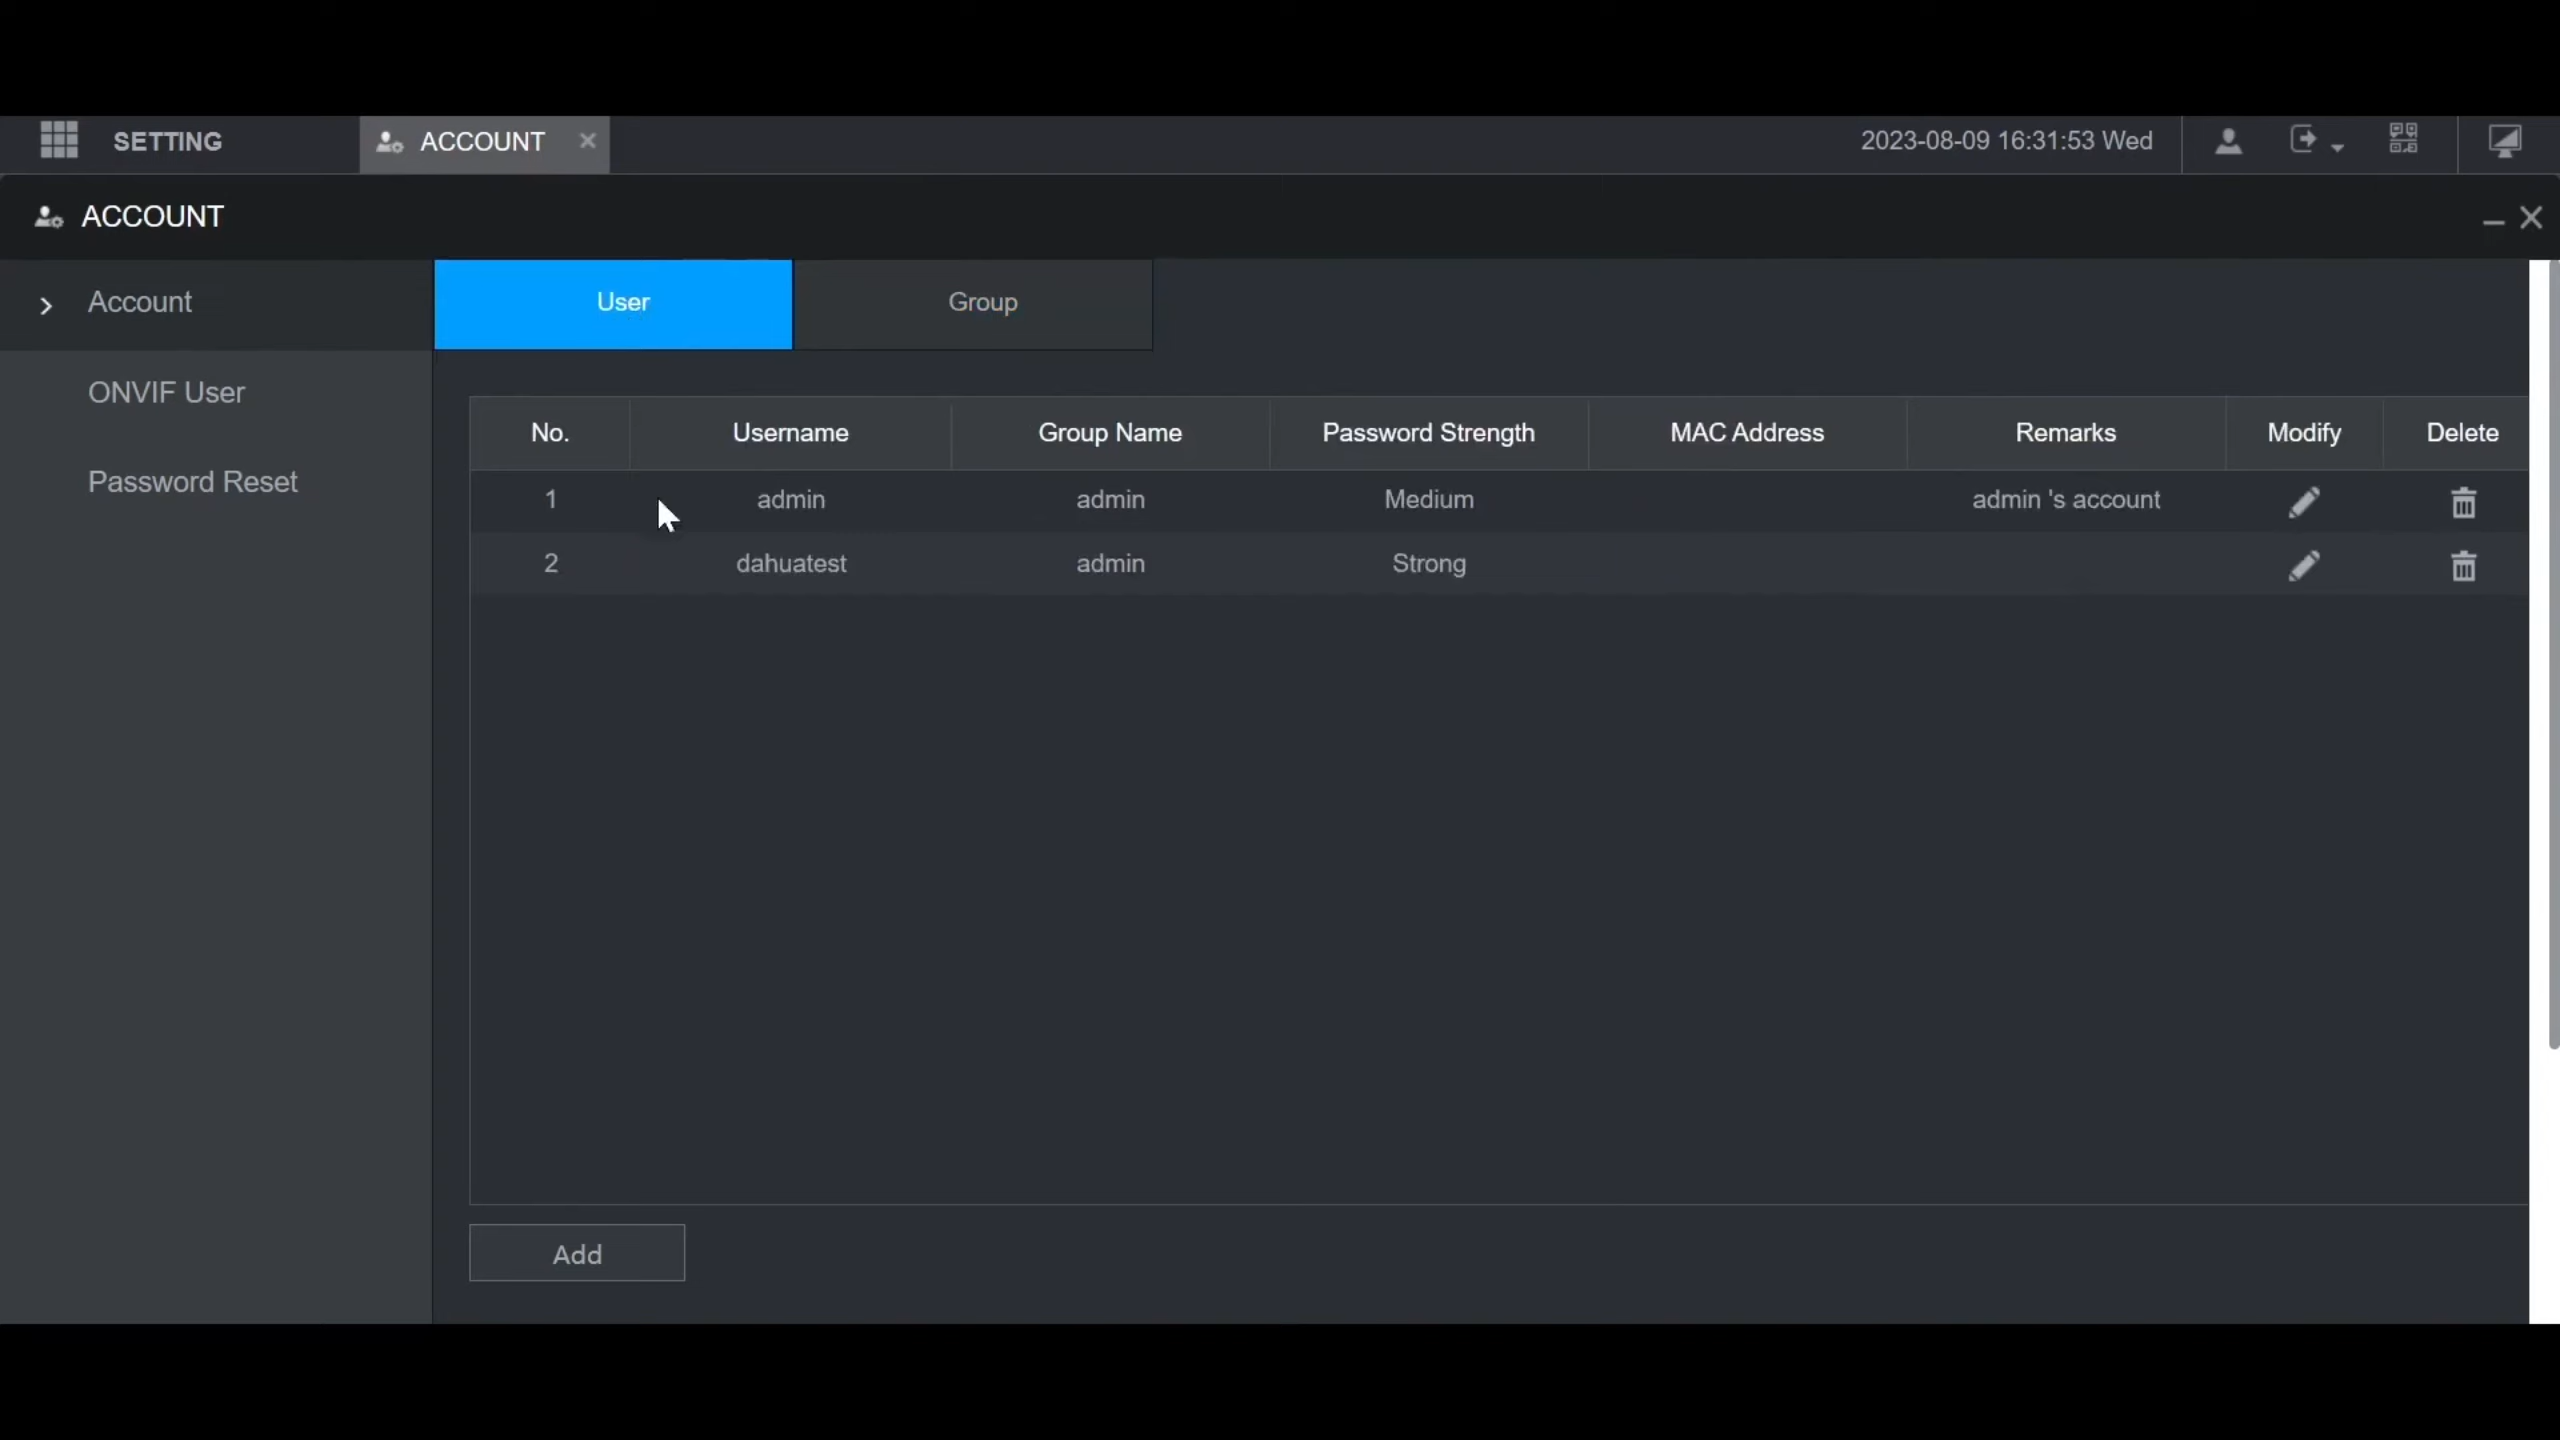 SETTING ACCOUNT 2023-08-09 16:31:53 Wed
ACCOUNT
Account
ONVIF User
Password Reset
User Group
No. Username Group Name Password Strength MAC Address Remarks Modify Delete
1 admin admin Medium admin 's account
2 dahuatest admin Strong
Add